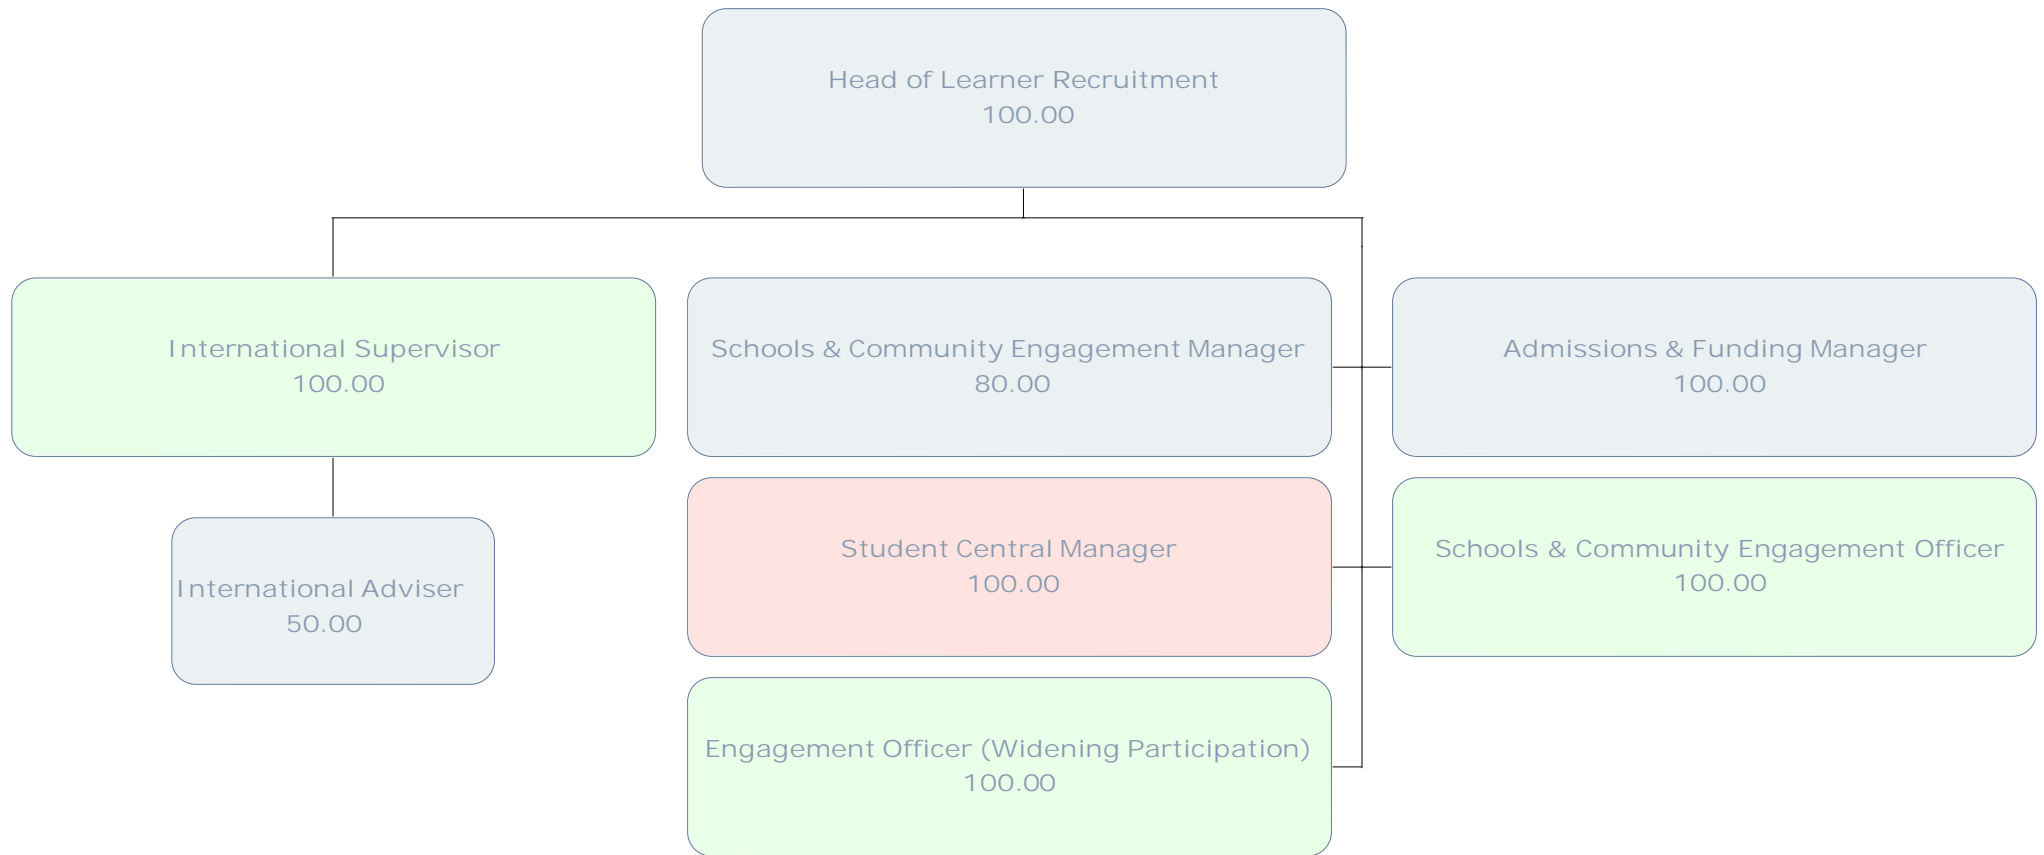 Head of Learner Recruitment
100.00
International Supervisor
100.00
Schools & Community Engagement Manager
80.00
Admissions & Funding Manager
100.00
International Adviser
50.00
Student Central Manager
100.00
Schools & Community Engagement Officer
100.00
Engagement Officer (Widening Participation)
100.00